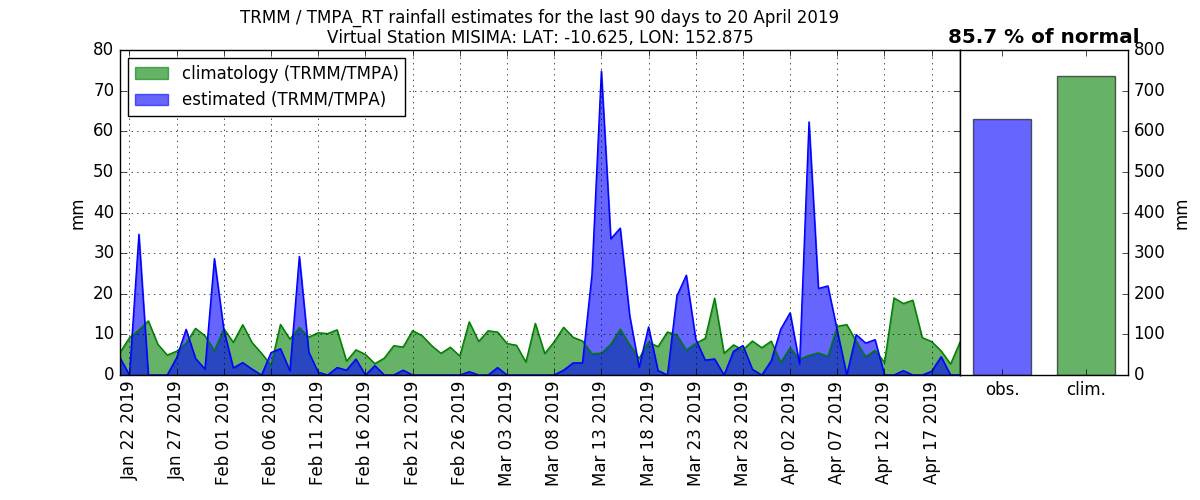 TRMM / TMPA_RT rainfall estimates for the last 90 days to 20 April 2019
Virtual Station MISIMA: LAT: -10.625, LON: 152.875
85.7 % of normal
climatology (TRMM/TMPA)
estimated (TRMM/TMPA)
80
70
60
50
40
30
20
10
0
mm
Jan 22 2019
Jan 27 2019
Feb 01 2019
Feb 06 2019
Feb 11 2019
Feb 16 2019
Feb 21 2019
Feb 26 2019
Mar 03 2019
Mar 08 2019
Mar 13 2019
Mar 18 2019
Mar 23 2019
Mar 28 2019
Apr 02 2019
Apr 07 2019
Apr 12 2019
Apr 17 2019
obs.
clim.
800
700
600
500
400
300
200
100
0
mm